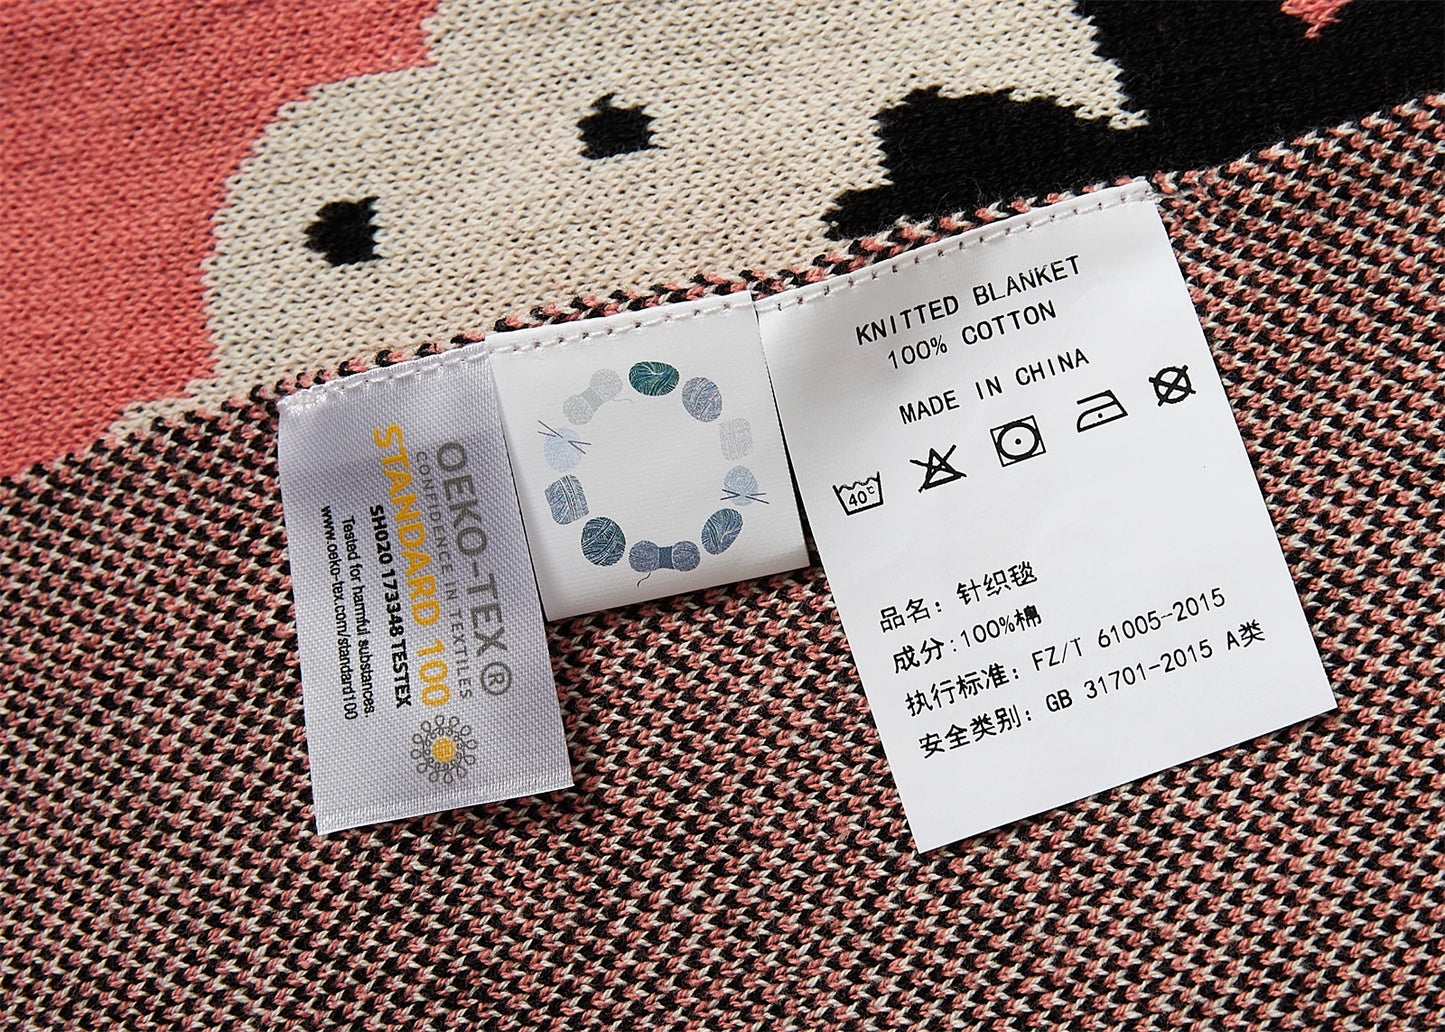 OEKO-TEX®
CONFIDENCE IN TEXTILES
STANDARD 100
SH020 173348 TESTEX
Tested for harmful substances.
www.oeko-tex.com/standard100
KNITTED BLANKET
100% COTTON
MADE IN CHINA
40℃
品名: 针织毯
成分:100%棉
执行标准: FZ/T 61005-2015
安全类别: GB 31701-2015 A类